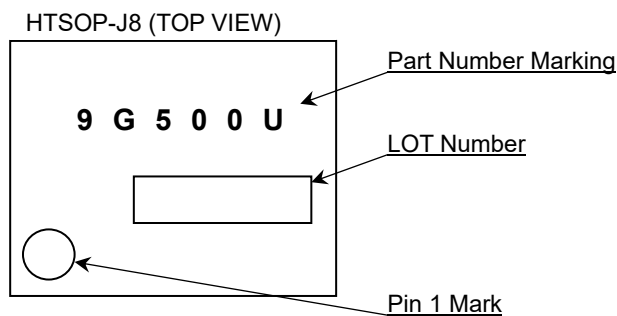 HTSOP-J8 (TOP VIEW)
Part Number Marking
9 G 5 0 0 U
LOT Number
Pin 1 Mark